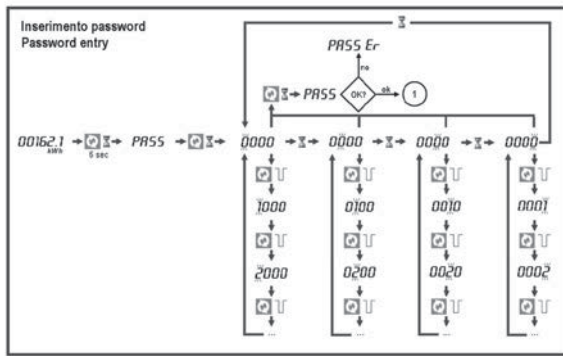 Inserimento password
Password entry
PASS Er
no
PASS
OK?
ok
1
00162.1
kWh
5 sec
PASS
0000
0000
0000
0000
1000
0100
0010
0001
2000
0200
0020
0002
...
...
...
...